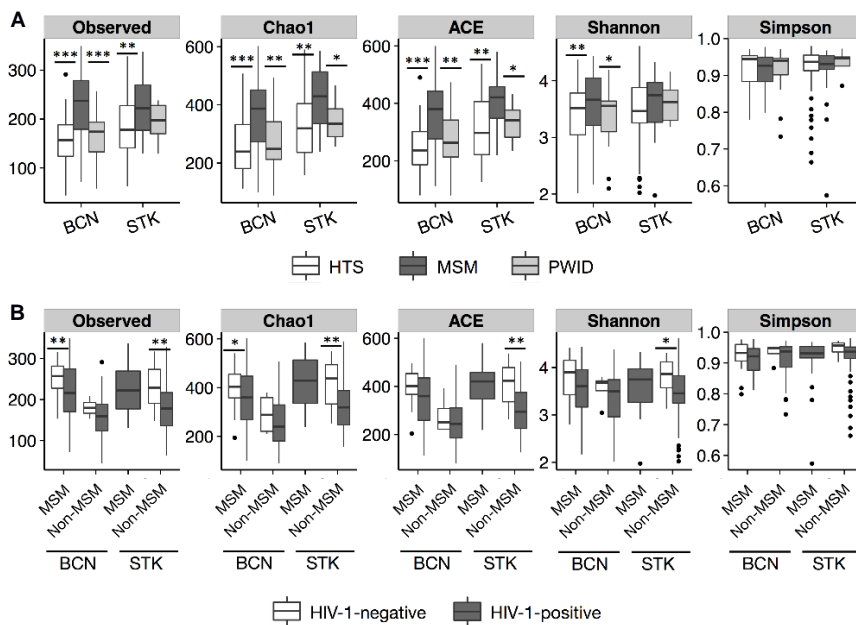 A
Observed Chao1 ACE Shannon Simpson
*** *** ** *** ** ** * *** ** ** * ** *
300 200 100
600 400 200
600 400 200
4 3 2
1.0 0.9 0.8 0.7 0.6
BCN STK BCN STK BCN STK BCN STK BCN STK
HTS MSM PWID
B
Observed Chao1 ACE Shannon Simpson
** ** * ** ** *
300 200 100
600 400 200
600 400 200
4 3 2
1.0 0.9 0.8 0.7 0.6
MSM Non-MSM MSM Non-MSM MSM Non-MSM MSM Non-MSM MSM Non-MSM MSM Non-MSM MSM Non-MSM MSM Non-MSM MSM Non-MSM MSM Non-MSM
BCN STK BCN STK BCN STK BCN STK BCN STK
HIV-1-negative HIV-1-positive